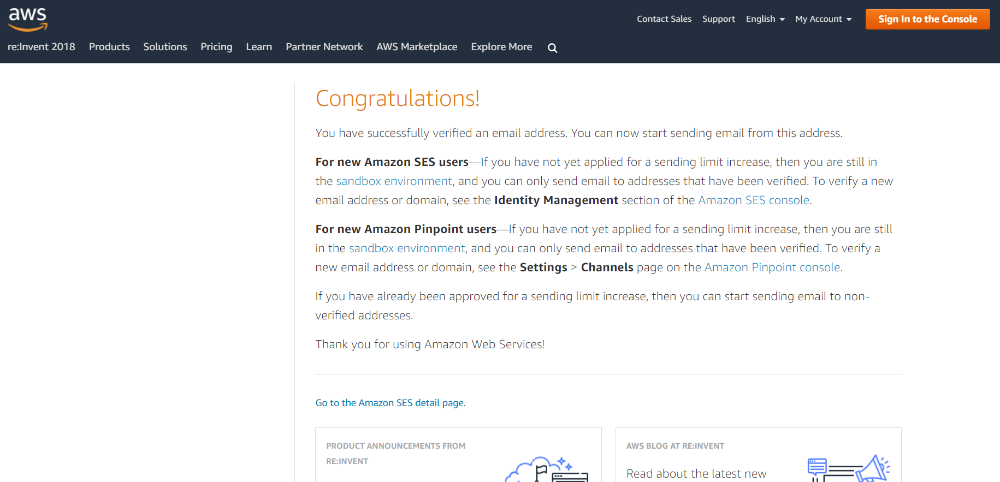 aws
Contact Sales Support English My Account Sign In to the Console
re:Invent 2018 Products Solutions Pricing Learn Partner Network AWS Marketplace Explore More
Congratulations!
You have successfully verified an email address. You can now start sending email from this address.
For new Amazon SES users—If you have not yet applied for a sending limit increase, then you are still in
the sandbox environment, and you can only send email to addresses that have been verified. To verify a new
email address or domain, see the Identity Management section of the Amazon SES console.
For new Amazon Pinpoint users—If you have not yet applied for a sending limit increase, then you are still
in the sandbox environment, and you can only send email to addresses that have been verified. To verify a
new email address or domain, see the Settings > Channels page on the Amazon Pinpoint console.
If you have already been approved for a sending limit increase, then you can start sending email to non-
verified addresses.
Thank you for using Amazon Web Services!
Go to the Amazon SES detail page.
PRODUCT ANNOUNCEMENTS FROM
RE:INVENT
AWS BLOG AT RE:INVENT
Read about the latest new